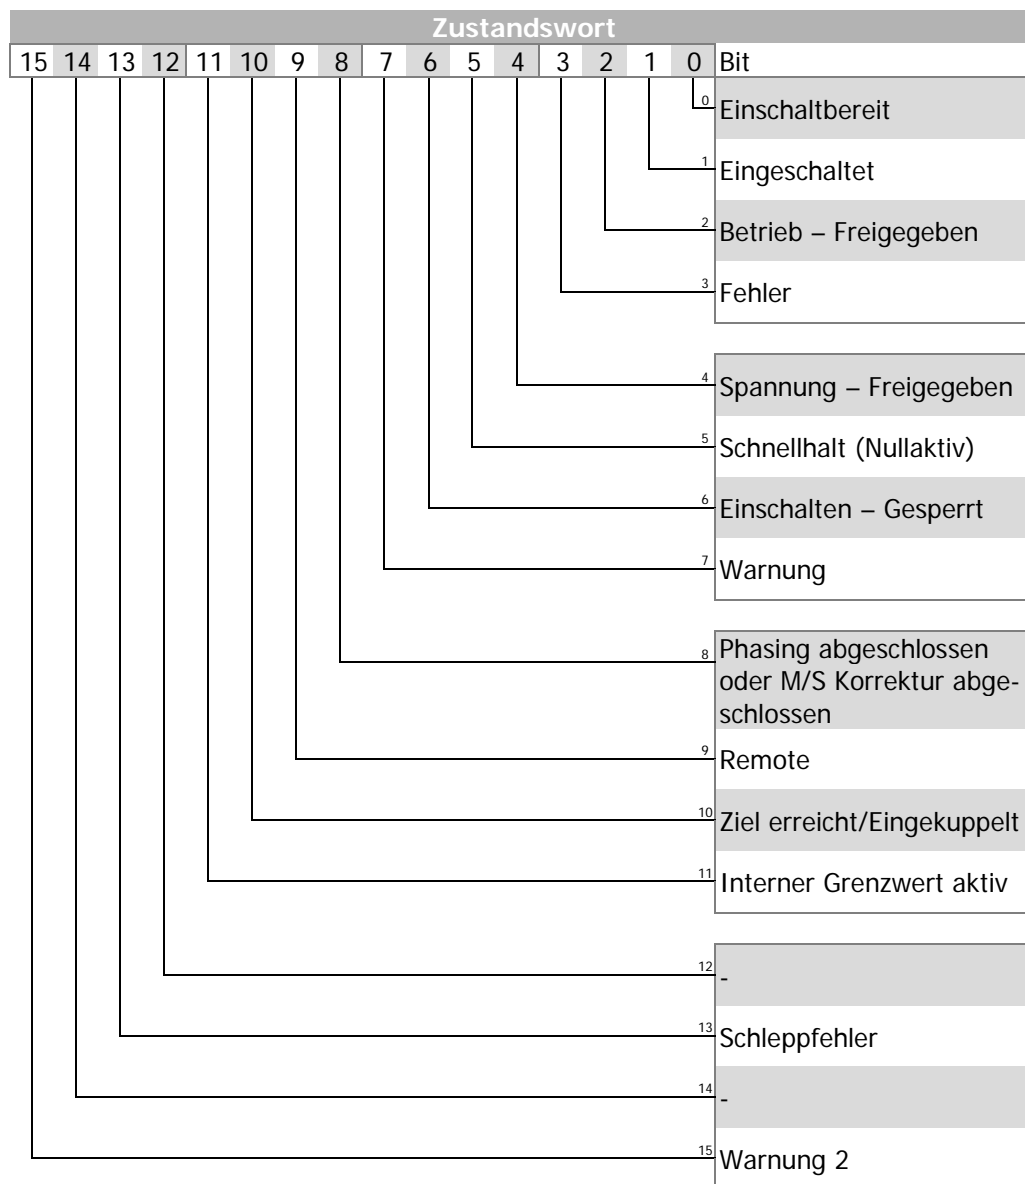 Zustandswort
15 14 13 12 11 10 9 8 7 6 5 4 3 2 1 0 Bit
0 Einschaltbereit
1 Eingeschaltet
2 Betrieb – Freigegeben
3 Fehler
4 Spannung – Freigegeben
5 Schnellhalt (Nullaktiv)
6 Einschalten – Gesperrt
7 Warnung
8 Phasing abgeschlossen
oder M/S Korrektur abge-
schlossen
9 Remote
10 Ziel erreicht/Eingekuppelt
11 Interner Grenzwert aktiv
12 -
13 Schleppfehler
14 -
15 Warnung 2